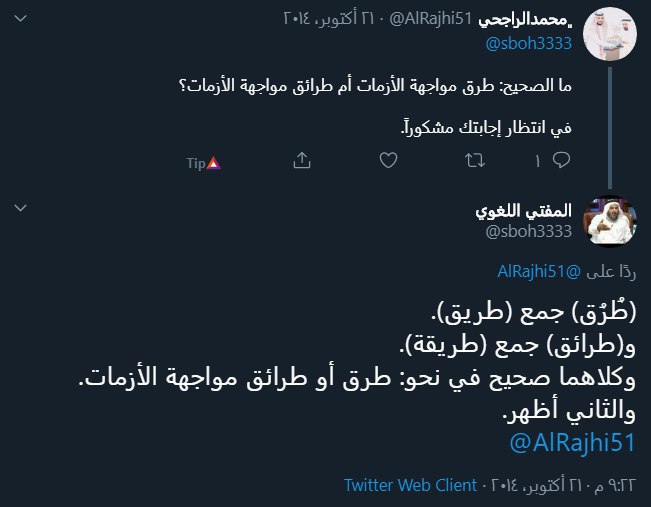 محمدالراجحي @AlRajhi51 · ٢١ أكتوبر، ٢٠١٤
@sboh3333
ما الصحيح: طرق مواجهة الأزمات أم طرائق مواجهة الأزمات؟
في انتظار إجابتك مشكوراً.
١
Tip
المفتي اللغوي
@sboh3333
ردًا على @AlRajhi51
(طُرُق) جمع (طريق).
و(طرائق) جمع (طريقة).
وكلاهما صحيح في نحو: طرق أو طرائق مواجهة الأزمات.
والثاني أظهر.
@AlRajhi51
٩:٢٢ م · ٢١ أكتوبر، ٢٠١٤ · Twitter Web Client